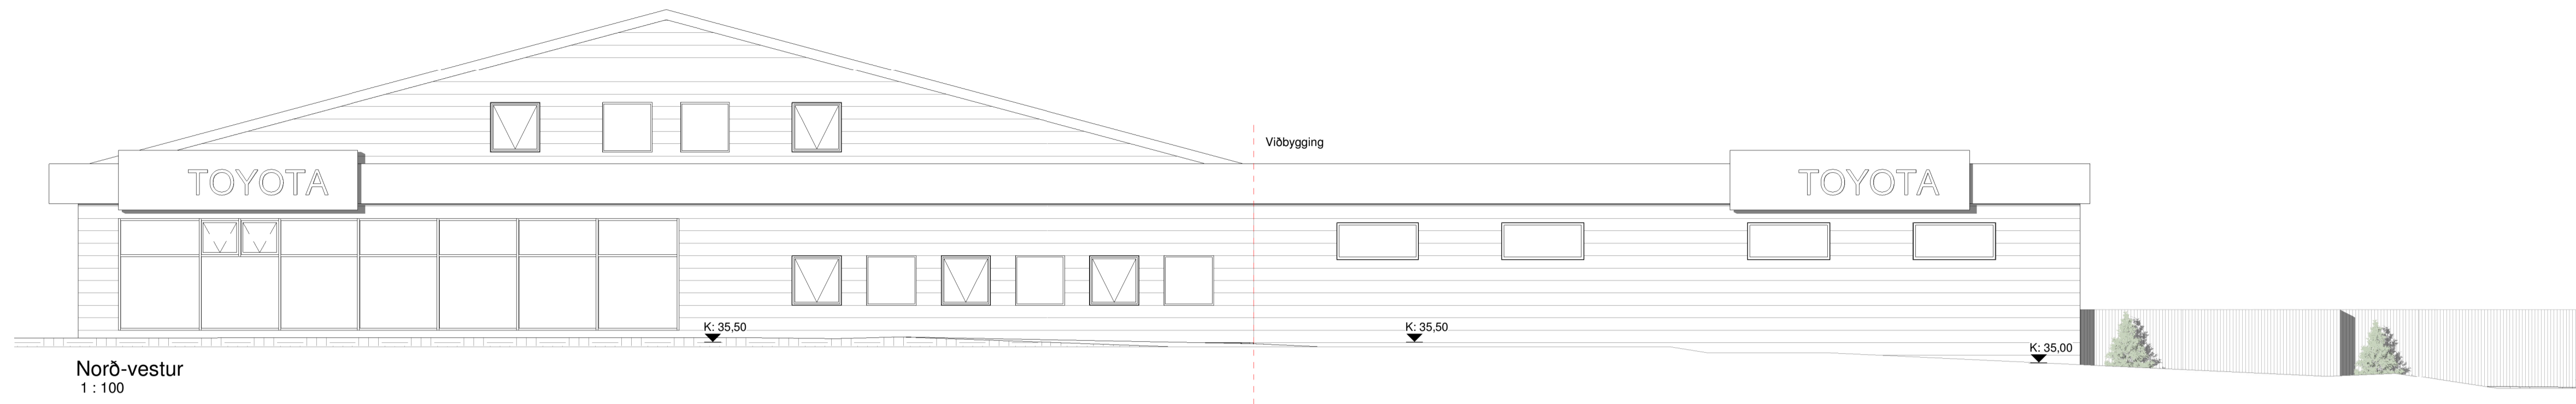 Viðbygging
TOYOTA
TOYOTA
K: 35,50
K: 35,50
K: 35,00
Norð-vestur
1 : 100